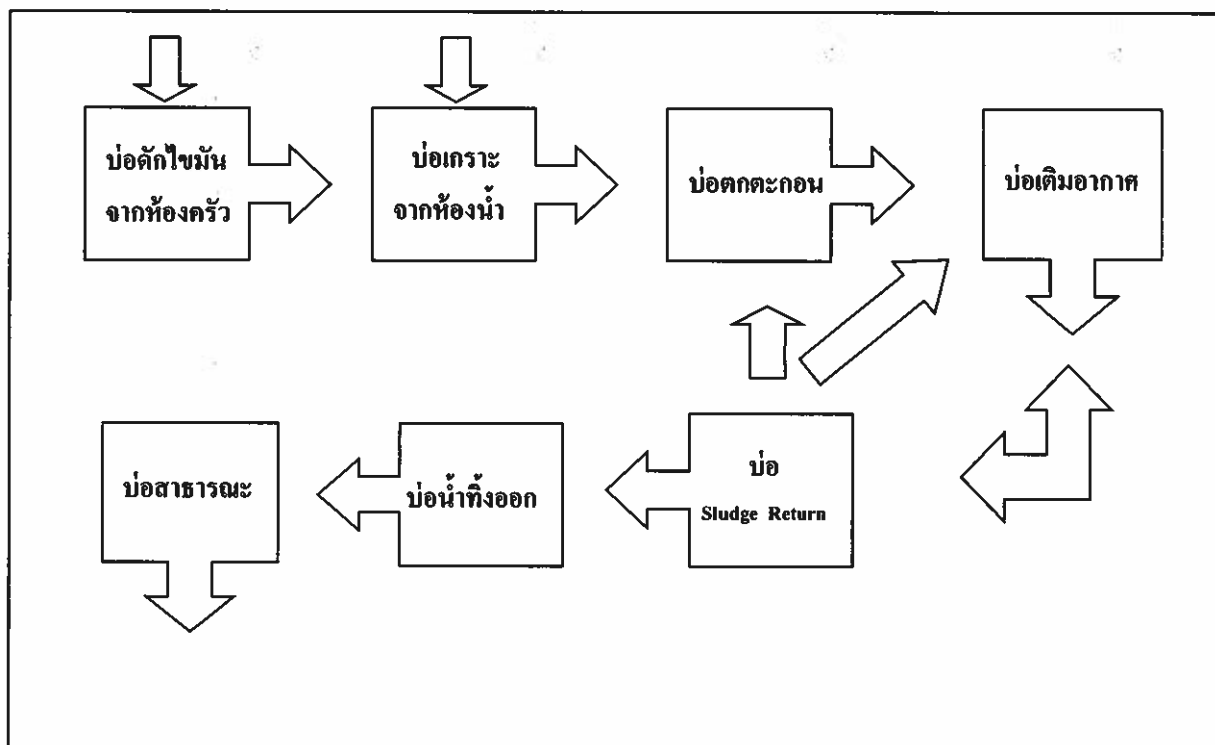 บ่อดักไขมัน
จากห้องครัว
บ่อเกราะ
จากห้องน้ำ
บ่อตกตะกอน
บ่อเติมอากาศ
บ่อสาธารณะ
บ่อน้ำทิ้งออก
บ่อ
Sludge Return